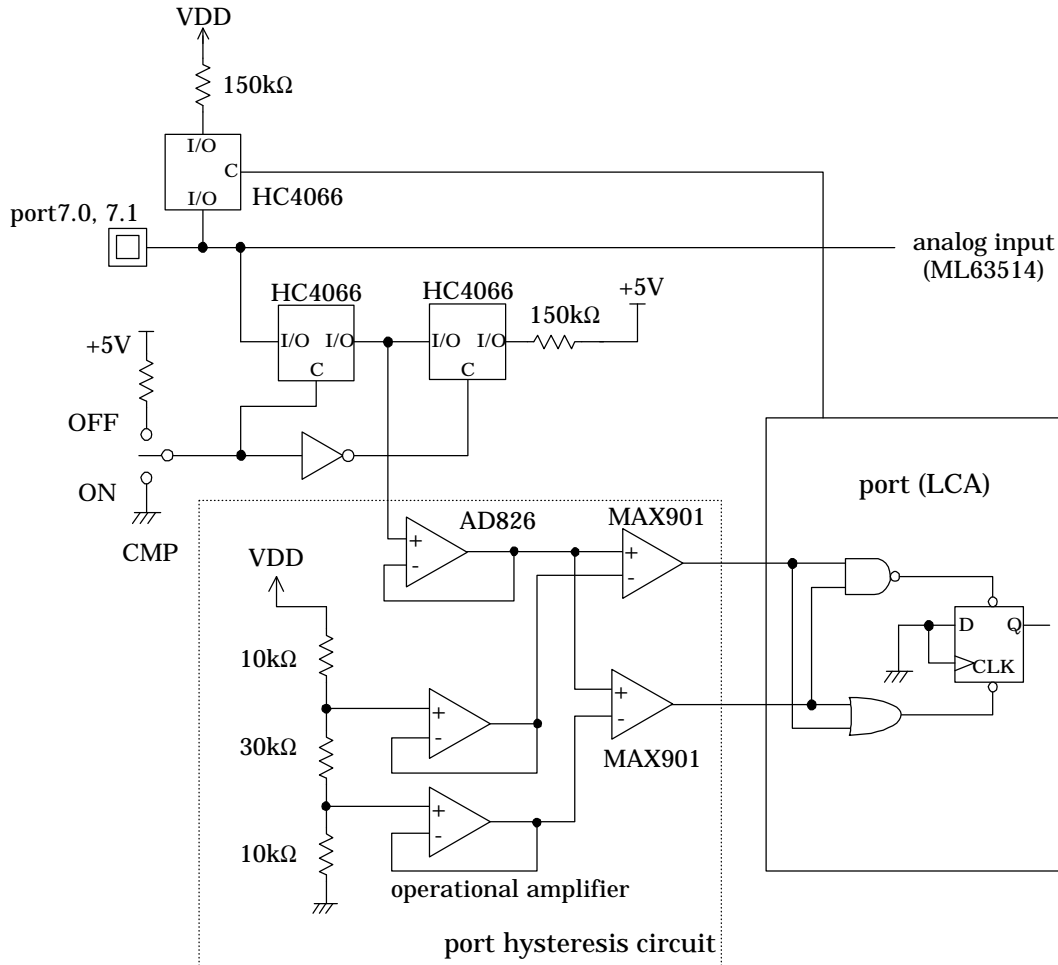 VDD
150kΩ
I/O
C
I/O
HC4066
port7.0, 7.1
analog input
(ML63514)
HC4066
HC4066
+5V
150kΩ
I/O
I/O
C
I/O
I/O
C
+5V
OFF
ON
CMP
port (LCA)
AD826
MAX901
+
-
+
-
VDD
D
Q
CLK
10kΩ
+
-
+
-
MAX901
30kΩ
+
-
10kΩ
operational amplifier
port hysteresis circuit